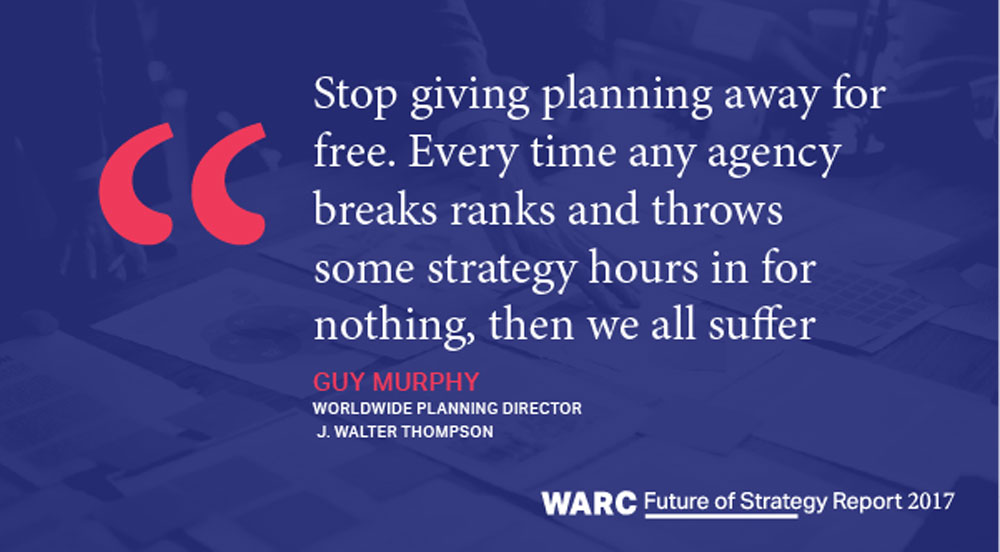 Stop giving planning away for
free. Every time any agency
breaks ranks and throws
some strategy hours in for
nothing, then we all suffer
GUY MURPHY
WORLDWIDE PLANNING DIRECTOR
J. WALTER THOMPSON
WARC Future of Strategy Report 2017